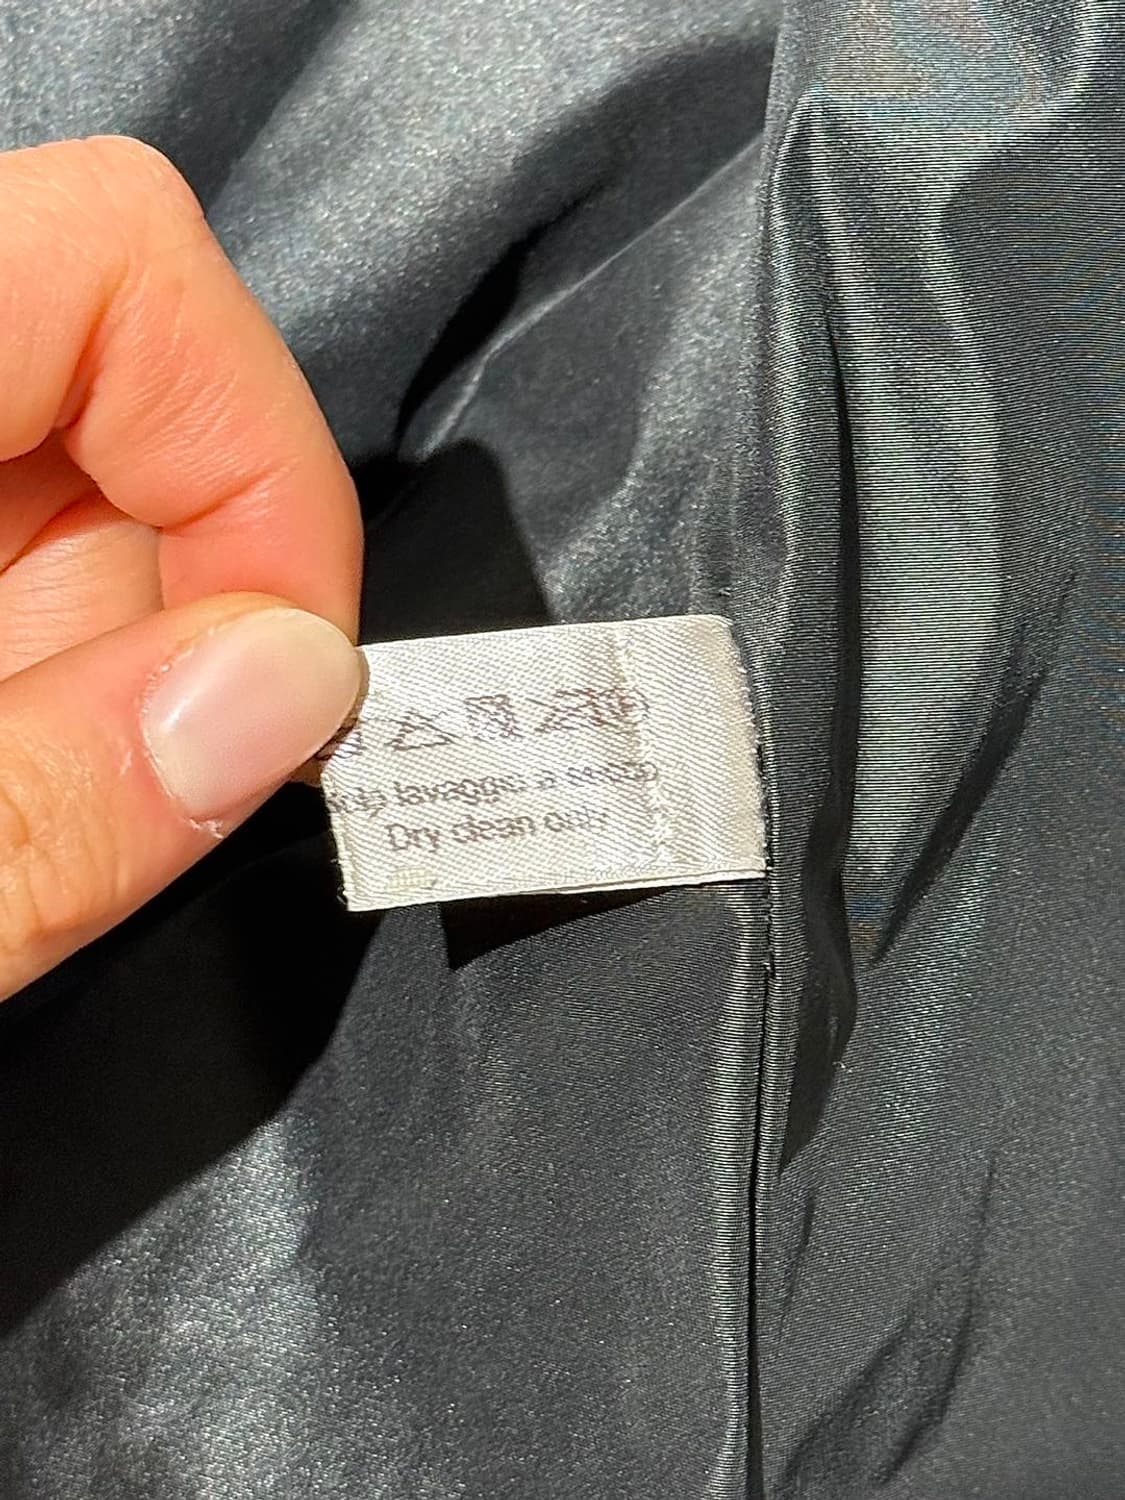 lavaggio a secco
Dry clean only